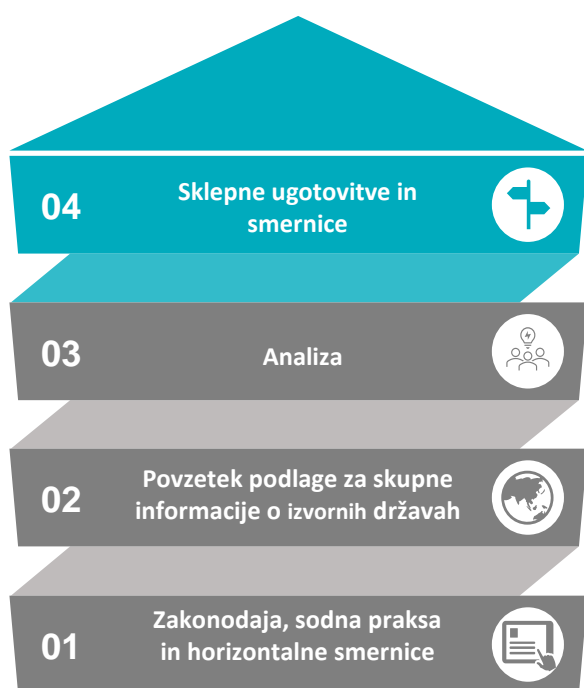 04
Sklepne ugotovitve in
smernice
03
Analiza
02
Povzetek podlage za skupne
informacije o izvornih državah
01
Zakonodaja, sodna praksa
in horizontalne smernice